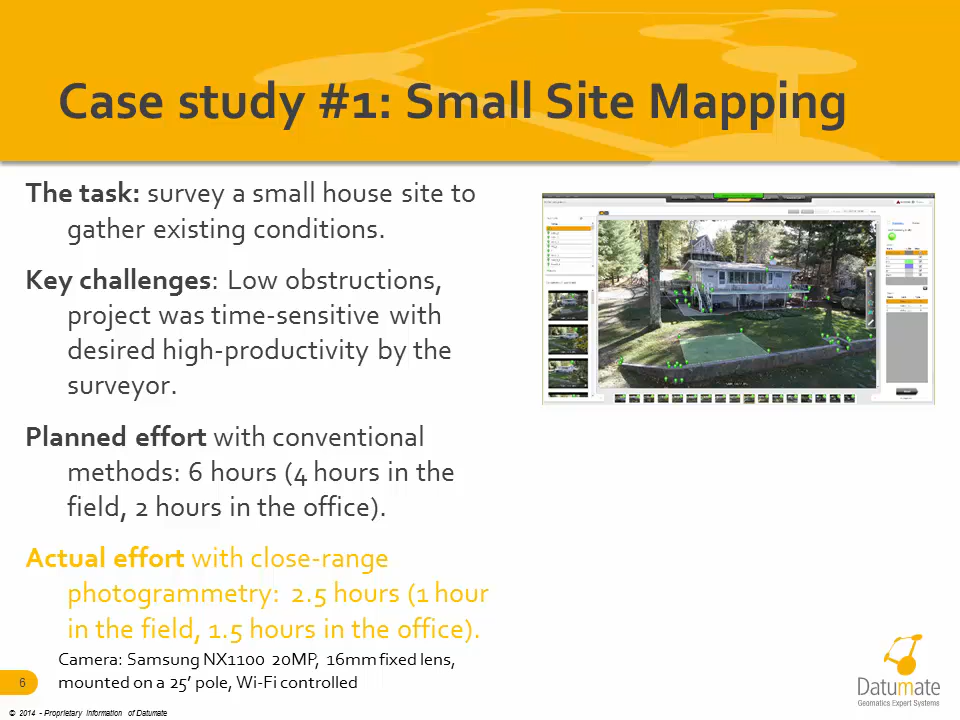 Case study #1: Small Site Mapping
The task: survey a small house site to
gather existing conditions.
Key challenges: Low obstructions,
project was time-sensitive with
desired high-productivity by the
surveyor.
Planned effort with conventional
methods: 6 hours (4 hours in the
field, 2 hours in the office).
Actual effort with close-range
photogrammetry: 2.5 hours (1 hour
in the field, 1.5 hours in the office).
Camera: Samsung NX1100 20MP, 16mm fixed lens,
mounted on a 25’ pole, Wi-Fi controlled
6
© 2014 - Proprietary Information of Datumate
Datumate
Geomatics Expert Systems